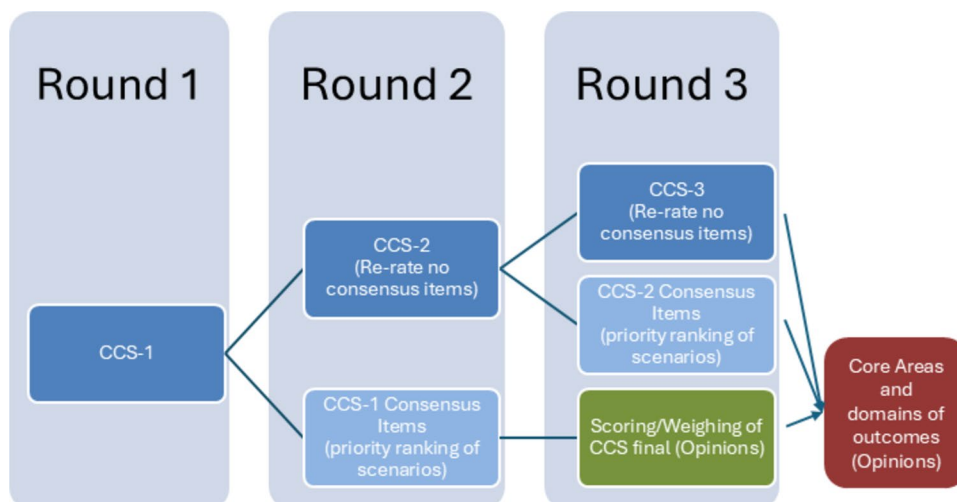 Round 1
Round 2
Round 3
CCS-1
CCS-2
(Re-rate no
consensus items)
CCS-1 Consensus
Items
(priority ranking of
scenarios)
CCS-3
(Re-rate no
consensus items)
CCS-2 Consensus
Items
(priority ranking of
scenarios)
Scoring/Weighing of
CCS final (Opinions)
Core Areas
and
domains of
outcomes
(Opinions)